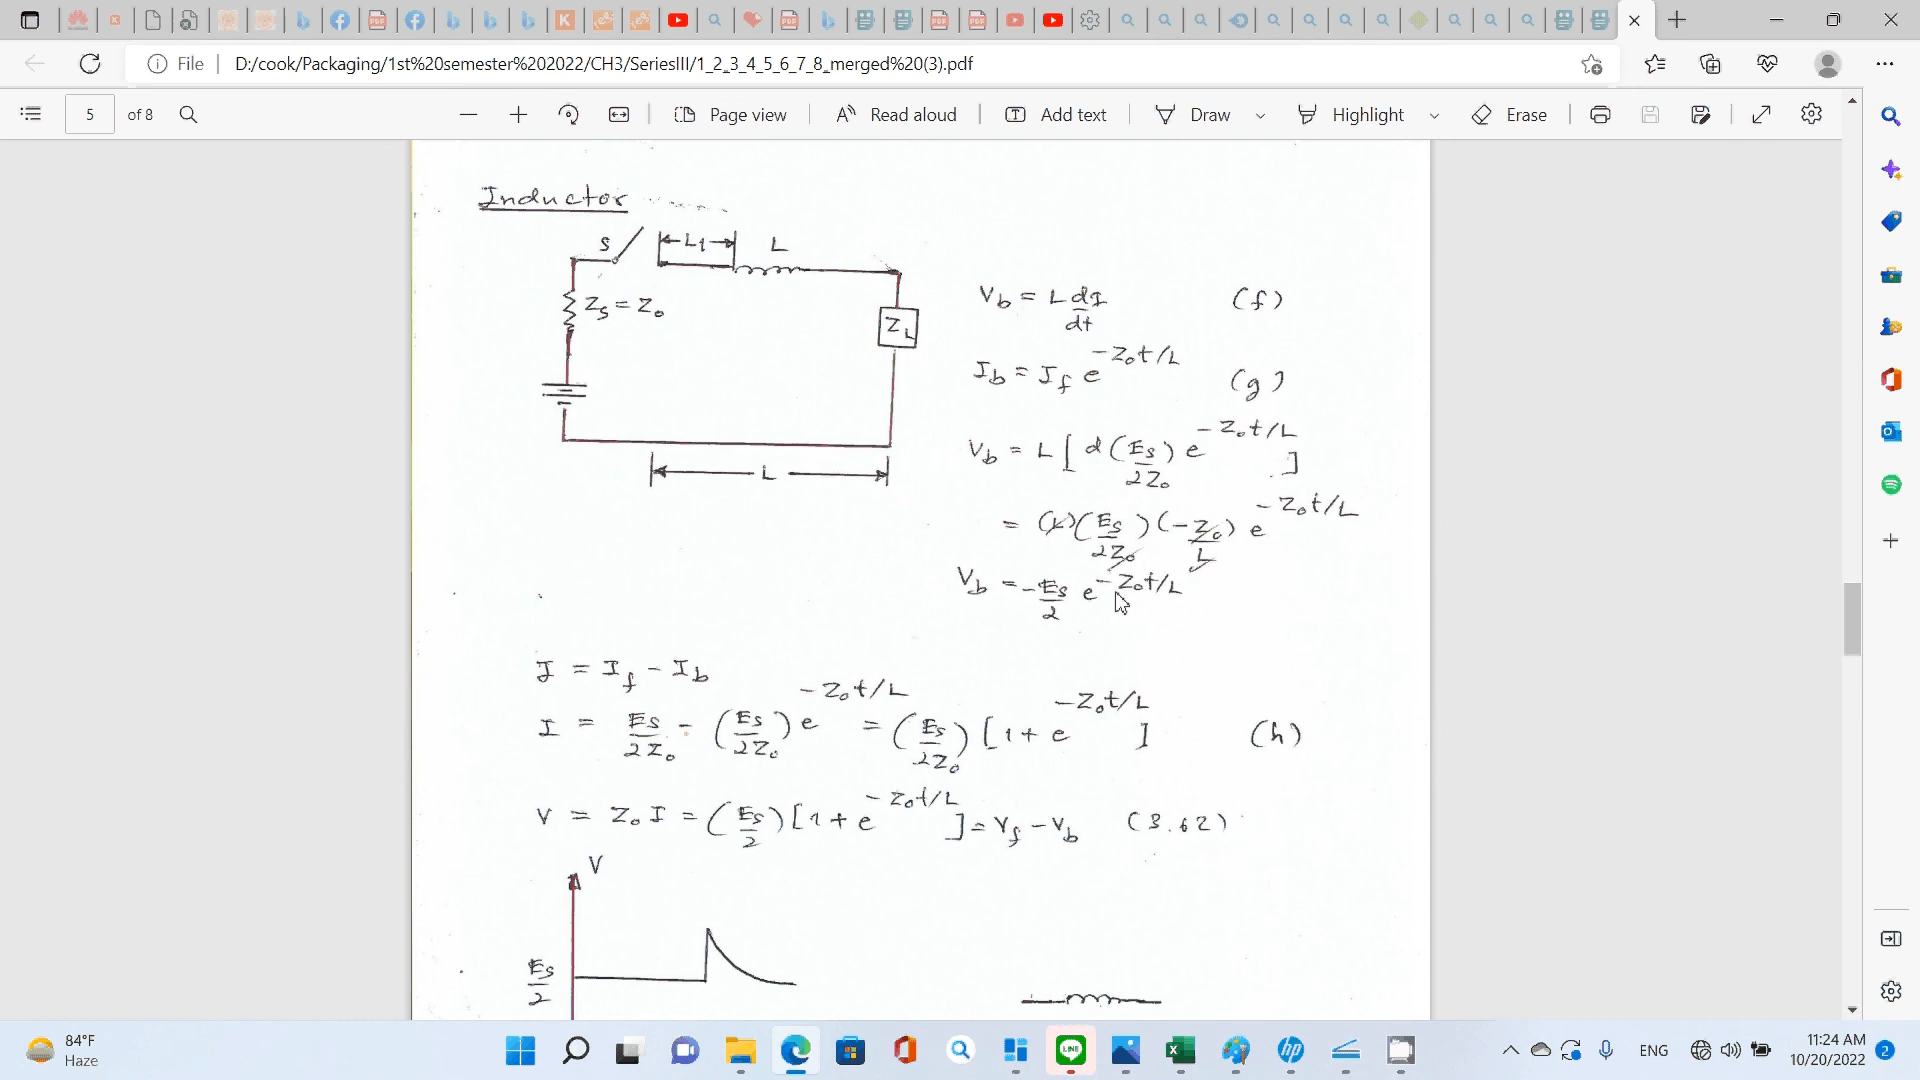 File D:/cook/Packaging/1st%20semester%202022/CH3/SeriesIII/1_2_3_4_5_6_7_8_merged%20(3).pdf
5 of 8 Page view Read aloud Add text Draw Highlight Erase
Inductor
S L1 L
Zs = Zo
ZL
L
Vb = L dI/dt (f)
Ib = If e^-Zot/L (g)
Vb = L [ d (Es/2Zo) e^-Zot/L ]
= (L)(Es/2Zo)(-Zo/L) e^-Zot/L
Vb = -Es/2 e^-Zot/L
I = If - Ib
I = Es/2Zo - (Es/2Zo) e^-Zot/L = (Es/2Zo) [1 + e^-Zot/L ] (h)
V = Zo I = (Es/2) [1 + e^-Zot/L ] = Vf - Vb (3.62)
V
Es/2
84°F
Haze
LINE
hp
ENG
11:24 AM
10/20/2022
2